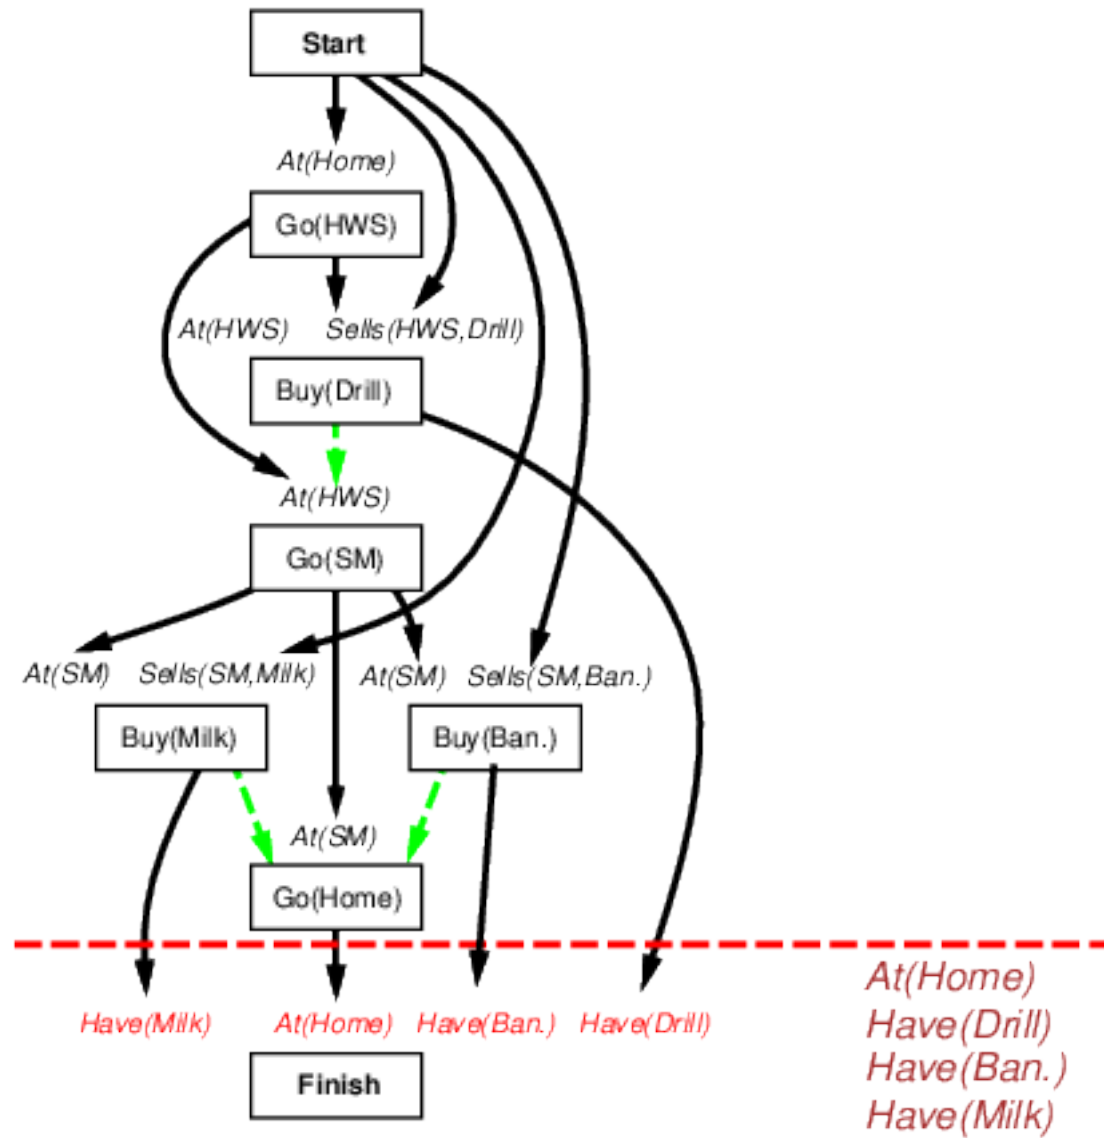 Start
At(Home)
Go(HWS)
At(HWS) Sells(HWS,Drill)
Buy(Drill)
At(HWS)
Go(SM)
At(SM) Sells(SM,Milk) At(SM) Sells(SM,Ban.)
Buy(Milk) Buy(Ban.)
At(SM)
Go(Home)
Have(Milk) At(Home) Have(Ban.) Have(Drill)
Finish
At(Home)
Have(Drill)
Have(Ban.)
Have(Milk)